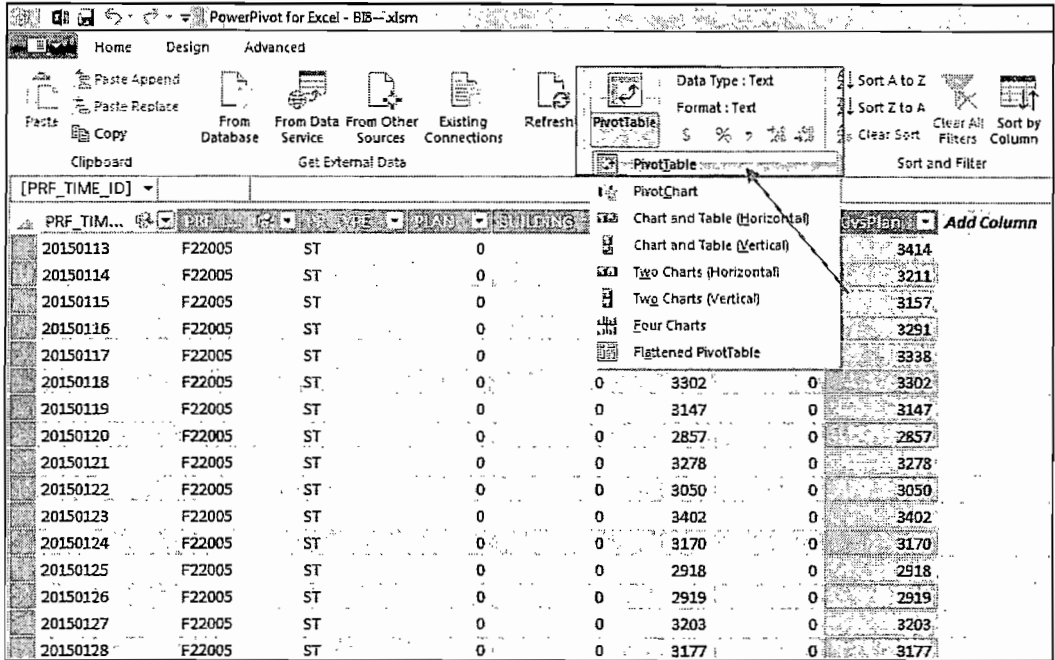 PowerPivot for Excel - BIB--.xlsm
Home Design Advanced
Paste
Paste Append
Paste Replace
Copy
Clipboard
From Database
From Data Service
From Other Sources
Existing Connections
Get External Data
Refresh
PivotTable
Data Type : Text
Format : Text
$ % ,
Sort A to Z
Sort Z to A
Clear Sort
Clear All Filters
Sort by Column
Sort and Filter
PivotTable
PivotChart
Chart and Table (Horizontal)
Chart and Table (Vertical)
Two Charts (Horizontal)
Two Charts (Vertical)
Four Charts
Flattened PivotTable
[PRF_TIME_ID]
PRF_TIM... PLAN BUILDING Add Column
20150113 F22005 ST 0 3414
20150114 F22005 ST 0 3211
20150115 F22005 ST 0 3157
20150116 F22005 ST 0 3291
20150117 F22005 ST 0 3338
20150118 F22005 ST 0 0 3302 0 3302
20150119 F22005 ST 0 0 3147 0 3147
20150120 F22005 ST 0 0 2857 0 2857
20150121 F22005 ST 0 0 3278 0 3278
20150122 F22005 ST 0 0 3050 0 3050
20150123 F22005 ST 0 0 3402 0 3402
20150124 F22005 ST 0 0 3170 0 3170
20150125 F22005 ST 0 0 2918 0 2918
20150126 F22005 ST 0 0 2919 0 2919
20150127 F22005 ST 0 0 3203 0 3203
20150128 F22005 ST 0 0 3177 0 3177